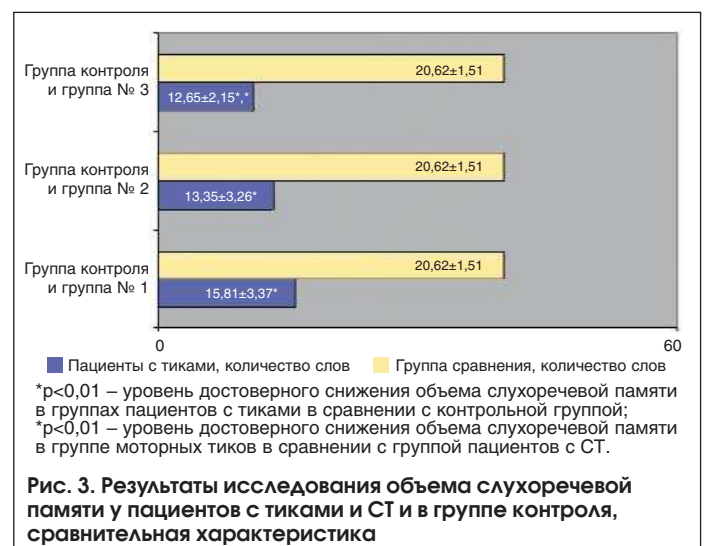 Группа контроля
и группа № 3
20,62±1,51
12,65±2,15*,*
Группа контроля
и группа № 2
20,62±1,51
13,35±3,26*
Группа контроля
и группа № 1
20,62±1,51
15,81±3,37*
0
60
Пациенты с тиками, количество слов
Группа сравнения, количество слов
*р<0,01 – уровень достоверного снижения объема слухоречевой памяти
в группах пациентов с тиками в сравнении с контрольной группой;
*р<0,01 – уровень достоверного снижения объема слухоречевой памяти
в группе моторных тиков в сравнении с группой пациентов с СТ.
Рис. 3. Результаты исследования объема слухоречевой
памяти у пациентов с тиками и СТ и в группе контроля,
сравнительная характеристика